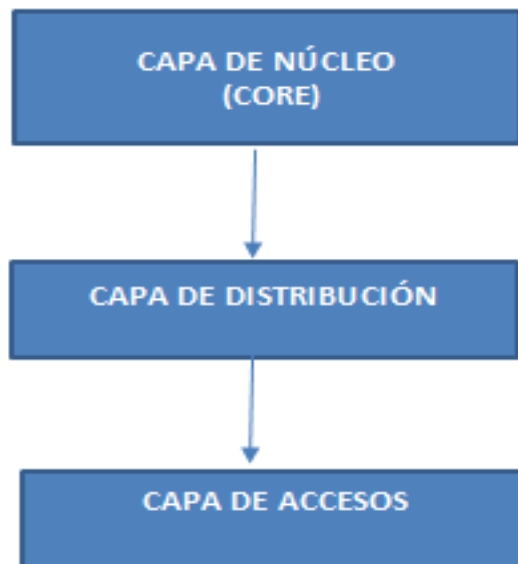 CAPA DE NÚCLEO
(CORE)
CAPA DE DISTRIBUCIÓN
CAPA DE ACCESOS